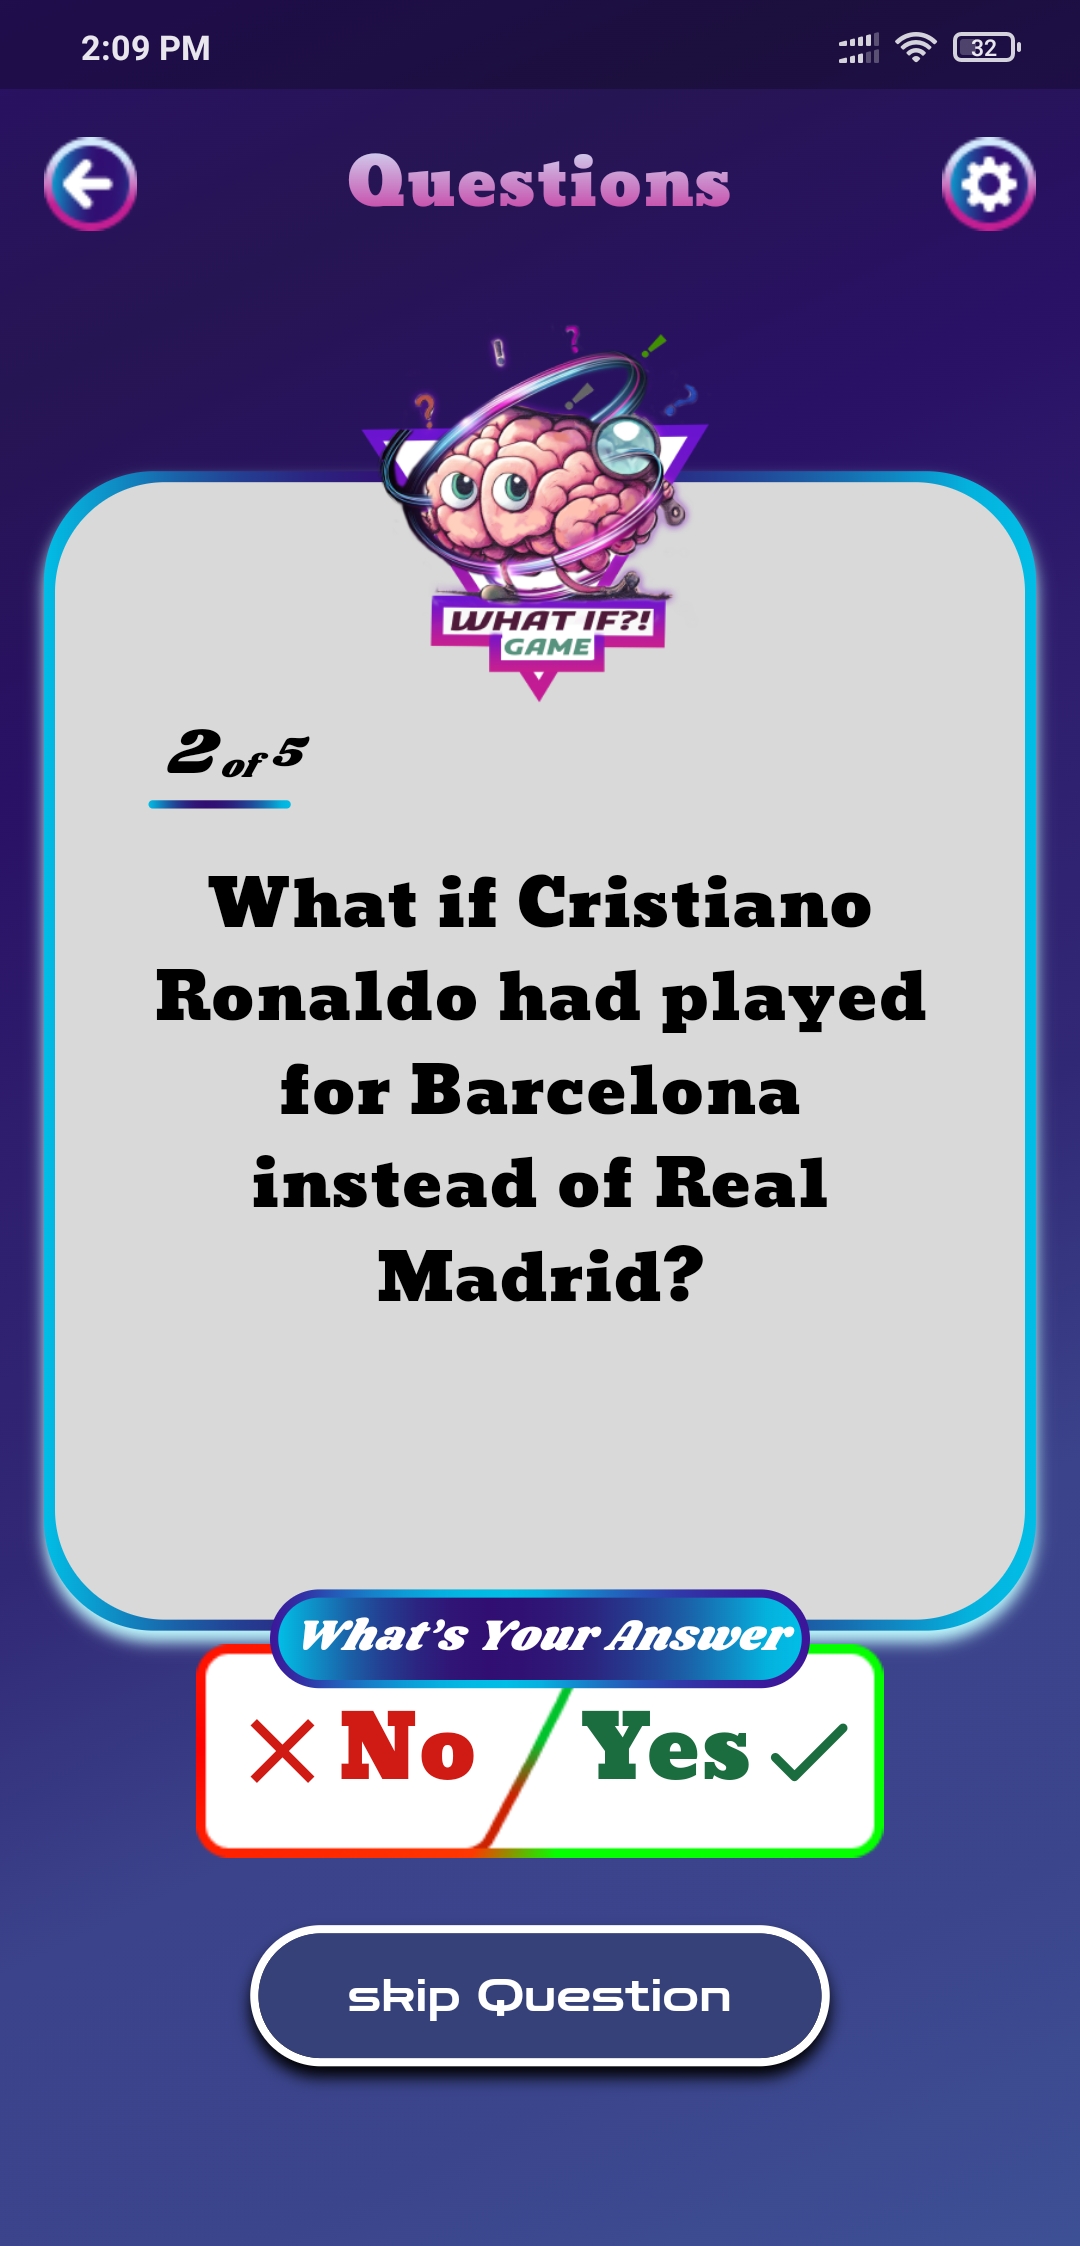 2:09 PM
32
Questions
WHAT IF?!
GAME
2 of 5
What if Cristiano
Ronaldo had played
for Barcelona
instead of Real
Madrid?
What's Your Answer
No
Yes
skip Question